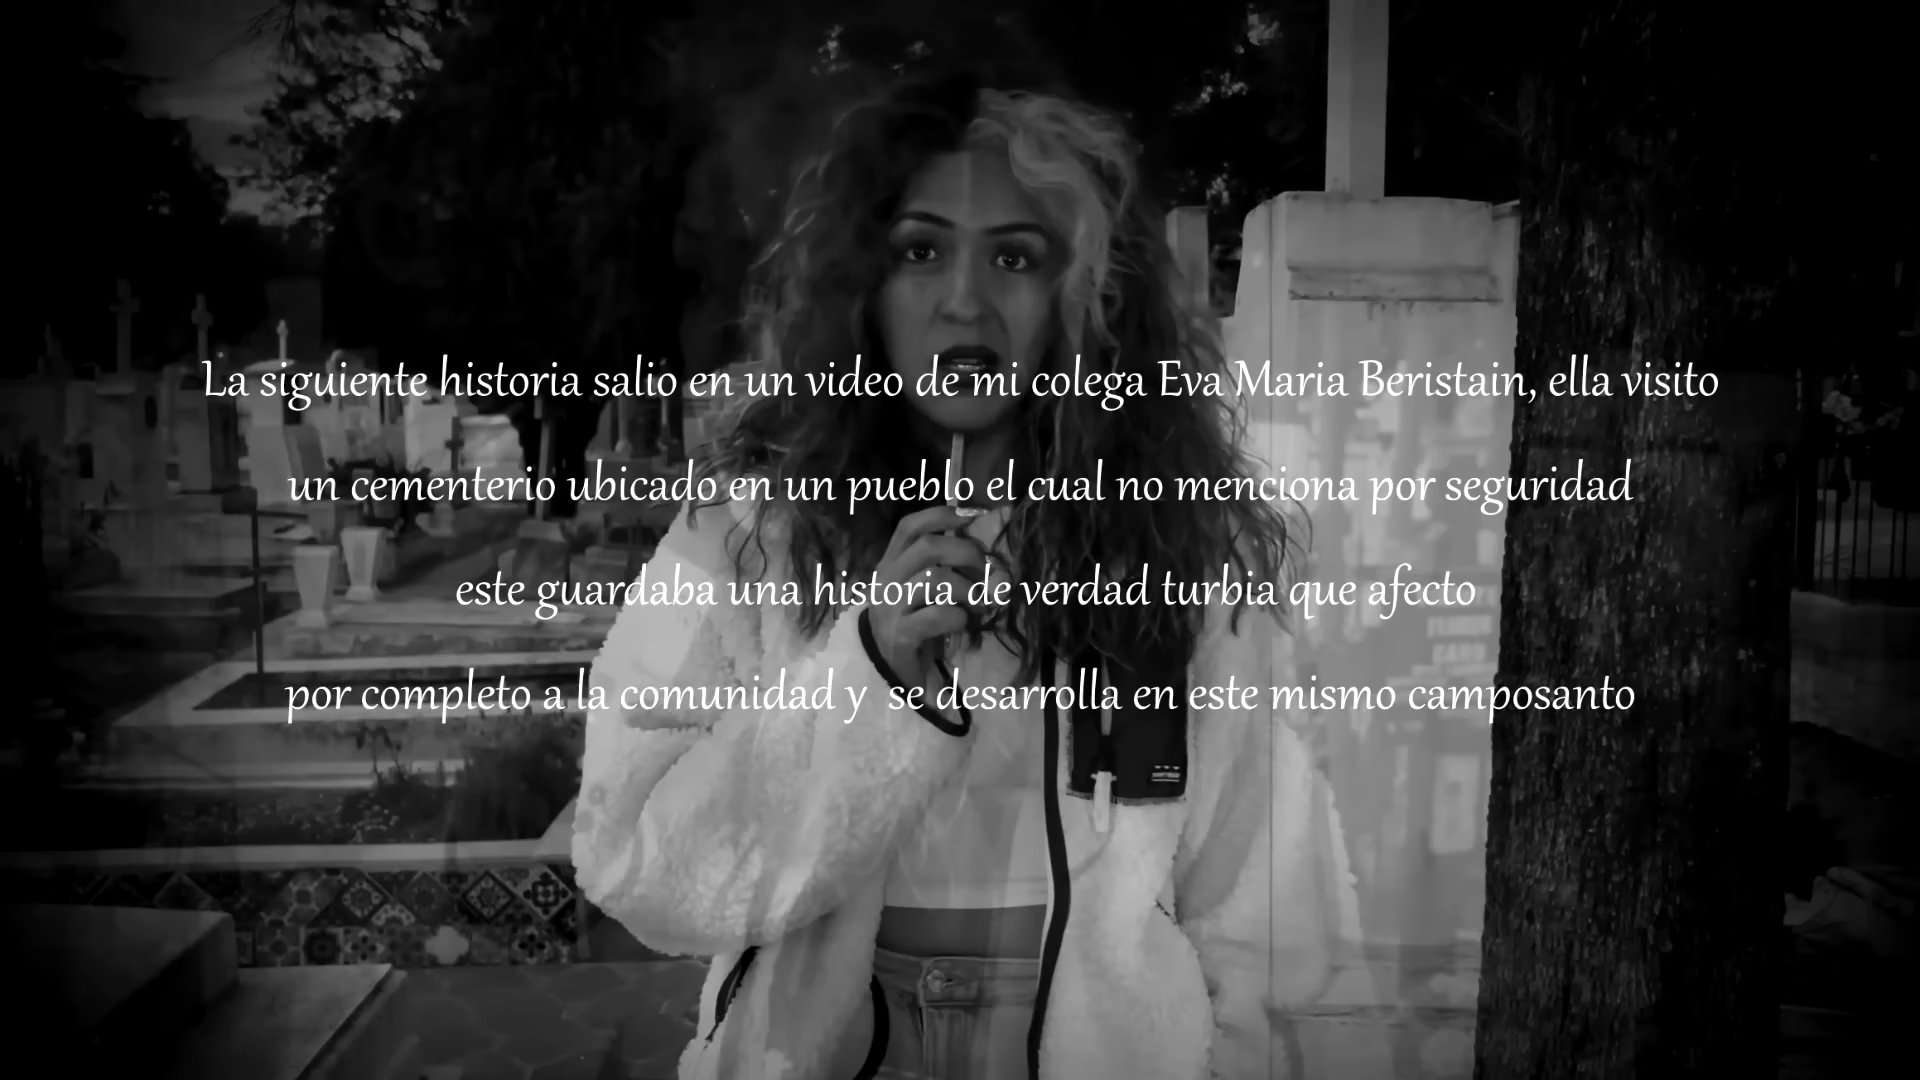 La siguiente historia salio en un video de mi colega Eva Maria Beristain, ella visito
un cementerio ubicado en un pueblo el cual no menciona por seguridad
este guardaba una historia de verdad turbia que afecto
por completo a la comunidad y  se desarrolla en este mismo camposanto